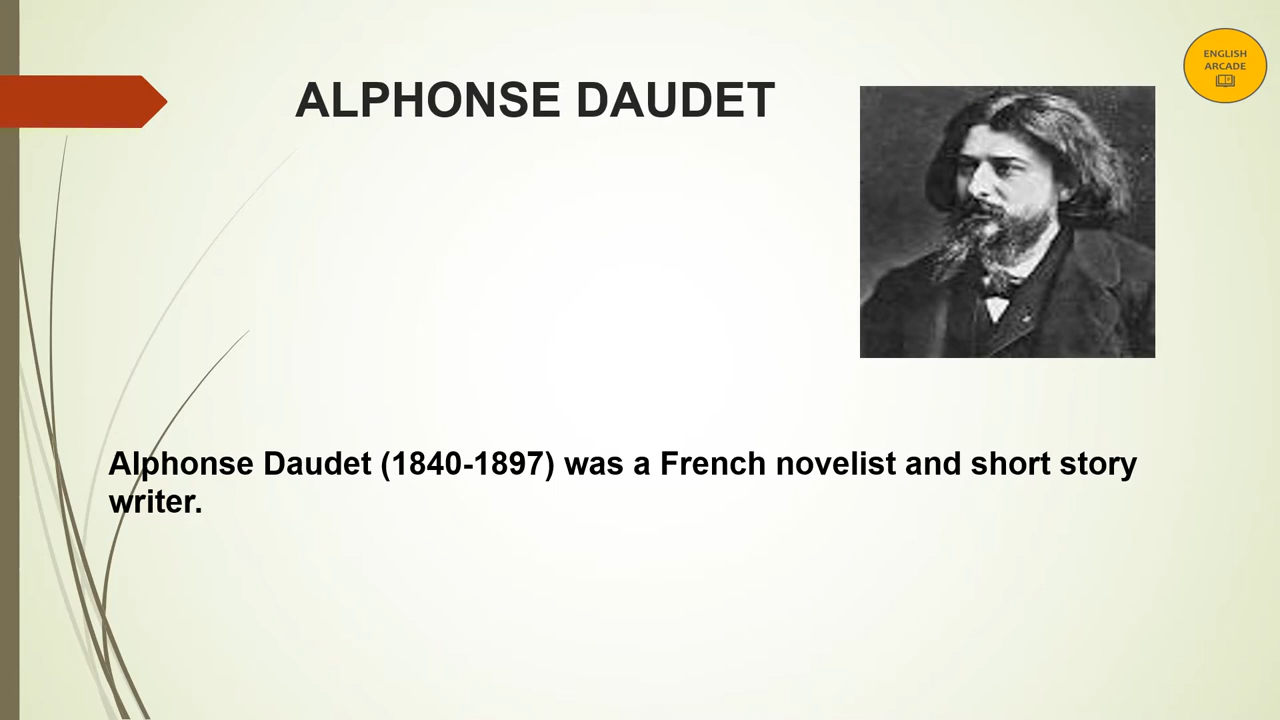 ENGLISH
ARCADE
ALPHONSE DAUDET
Alphonse Daudet (1840-1897) was a French novelist and short story
writer.